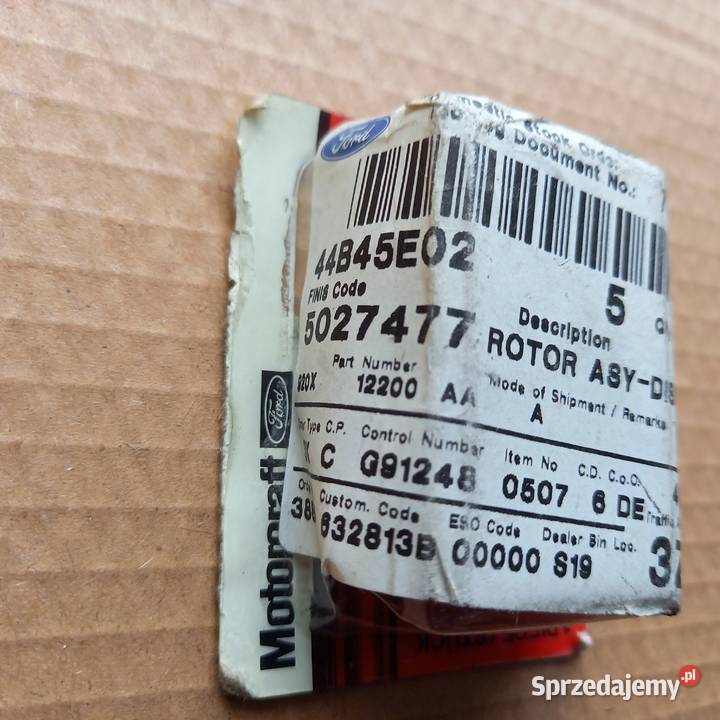 Ford
Document No.:
44B45E02
5
FINIS Code
5027477
Description
ROTOR ASY-DIS
Part Number
12200 AA
Mode of Shipment / Remarks
A
Type C.P. Control Number
C G91248
Item No C.D. C.o.O.
0507 6 DE
Custom. Code
632813B
ESO Code Dealer Bin Loc.
00000 S19
Motorcraft Ford
Sprzedajemy.pl